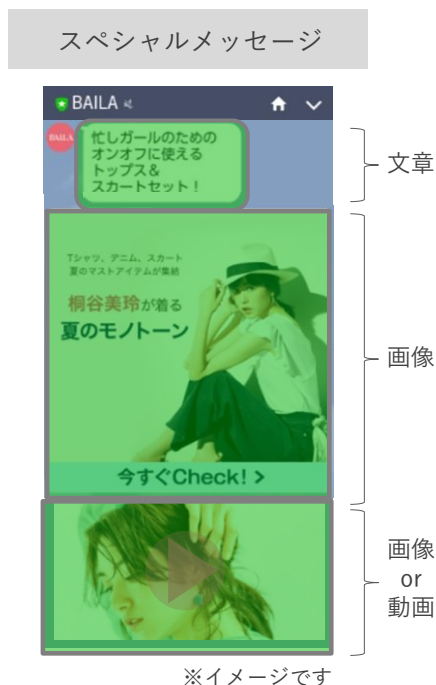 スペシャルメッセージ
BAILA
BAILA
忙しガールのための
オンオフに使える
トップス＆
スカートセット！
文章
Tシャツ、デニム、スカート
夏のマストアイテムが集結
桐谷美玲が着る
夏のモノトーン
画像
今すぐCheck! >
画像
or
動画
※イメージです